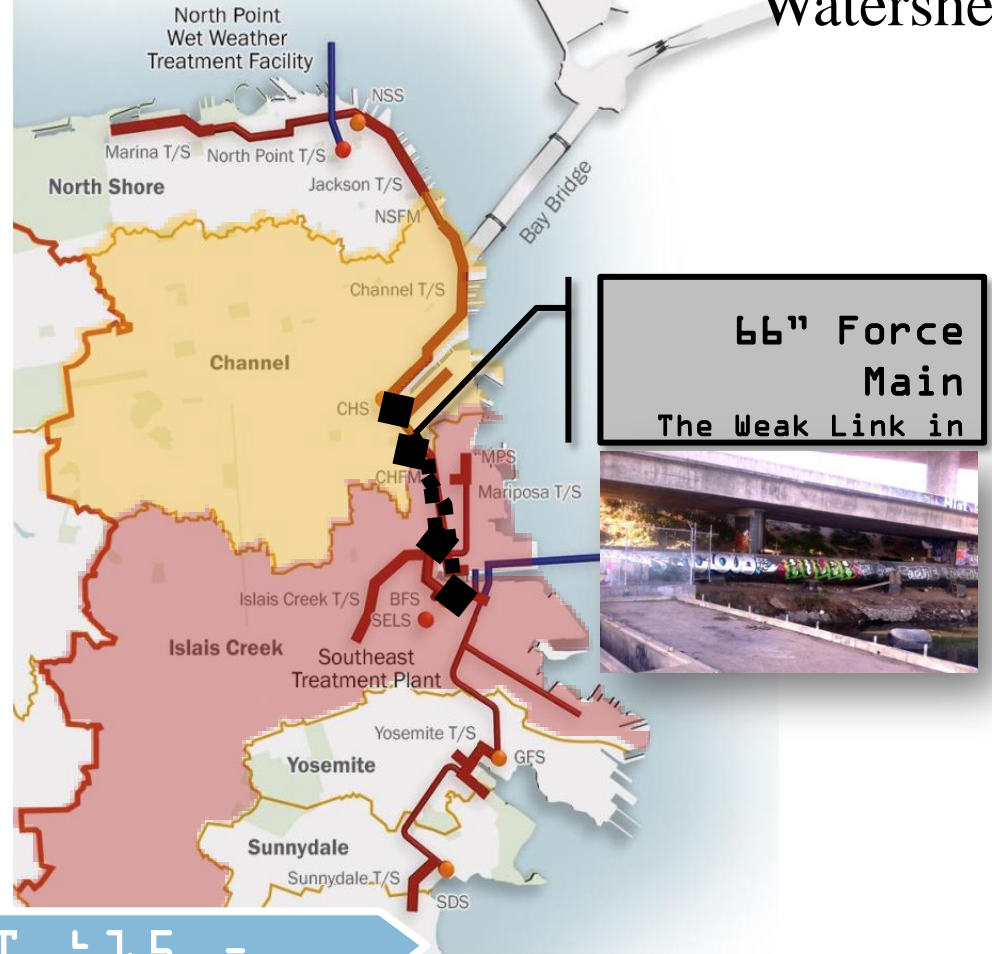 Watershe
North Point
Wet Weather
Treatment Facility
NSS
Marina T/S
North Point T/S
North Shore
Jackson T/S
NSFM
Bay Bridge
Channel T/S
Channel
66” Force
Main
The Weak Link in
CHS
MPS
CHFM
Mariposa T/S
Islais Creek T/S
BFS
SELS
Islais Creek
Southeast
Treatment Plant
Yosemite T/S
GFS
Yosemite
Sunnydale
Sunnydale T/S
SDS